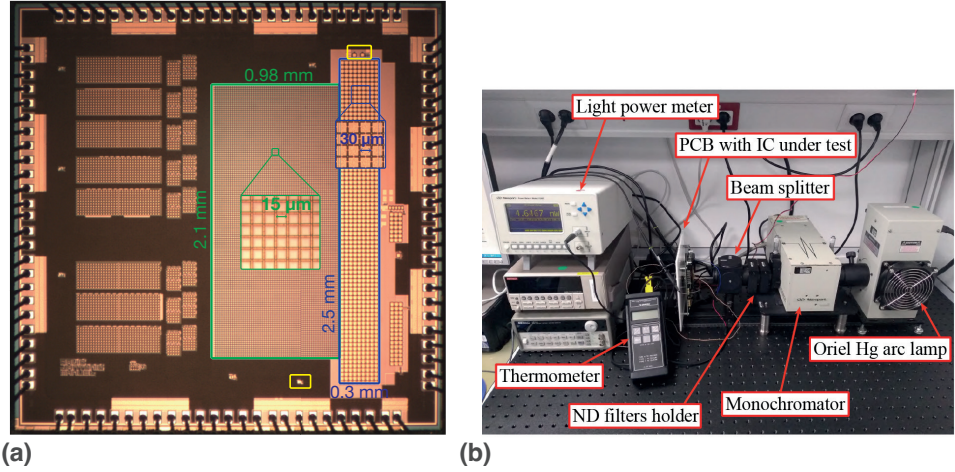 0.98 mm
30 µm
15 µm
2.1 mm
2.5 mm
0.3 mm
(a)
Light power meter
PCB with IC under test
Beam splitter
Thermometer
ND filters holder
Monochromator
Oriel Hg arc lamp
(b)